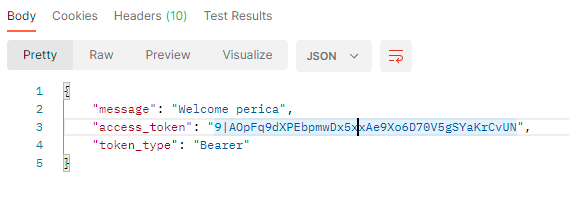 Body Cookies Headers (10) Test Results
Pretty Raw Preview Visualize JSON
1 {
2 "message": "Welcome perica",
3 "access_token": "9|AOpFq9dXPEbpmwDx5xxAe9Xo6D70V5gSYaKrCvUN",
4 "token_type": "Bearer"
5 }